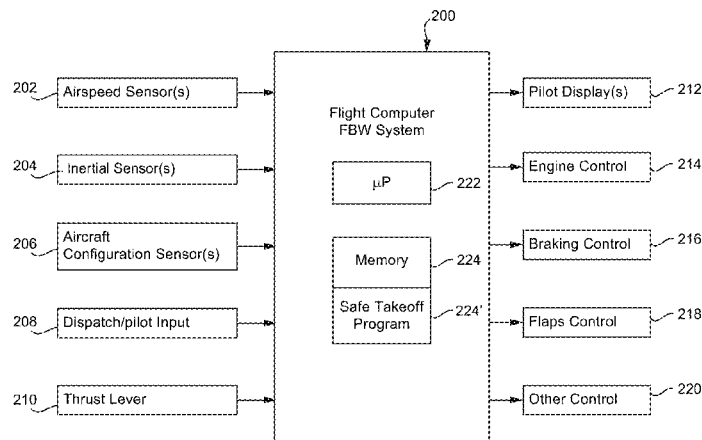 200
202
Airspeed Sensor(s)
204
Inertial Sensor(s)
206
Aircraft
Configuration Sensor(s)
208
Dispatch/pilot Input
210
Thrust Lever
Flight Computer
FBW System
µP
222
Memory
224
Safe Takeoff
Program
224'
Pilot Display(s)
212
Engine Control
214
Braking Control
216
Flaps Control
218
Other Control
220